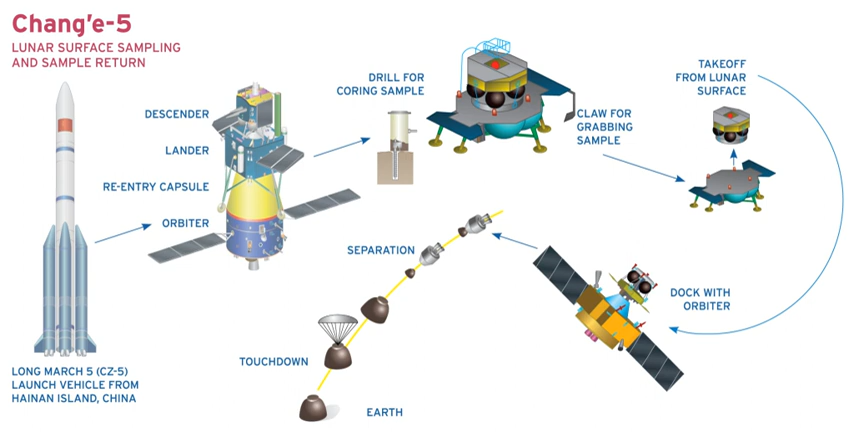 Chang'e-5
LUNAR SURFACE SAMPLING
AND SAMPLE RETURN
LONG MARCH 5 (CZ-5)
LAUNCH VEHICLE FROM
HAINAN ISLAND, CHINA
DESCENDER
LANDER
RE-ENTRY CAPSULE
ORBITER
DRILL FOR
CORING SAMPLE
CLAW FOR
GRABBING
SAMPLE
TAKEOFF
FROM LUNAR
SURFACE
DOCK WITH
ORBITER
SEPARATION
TOUCHDOWN
EARTH